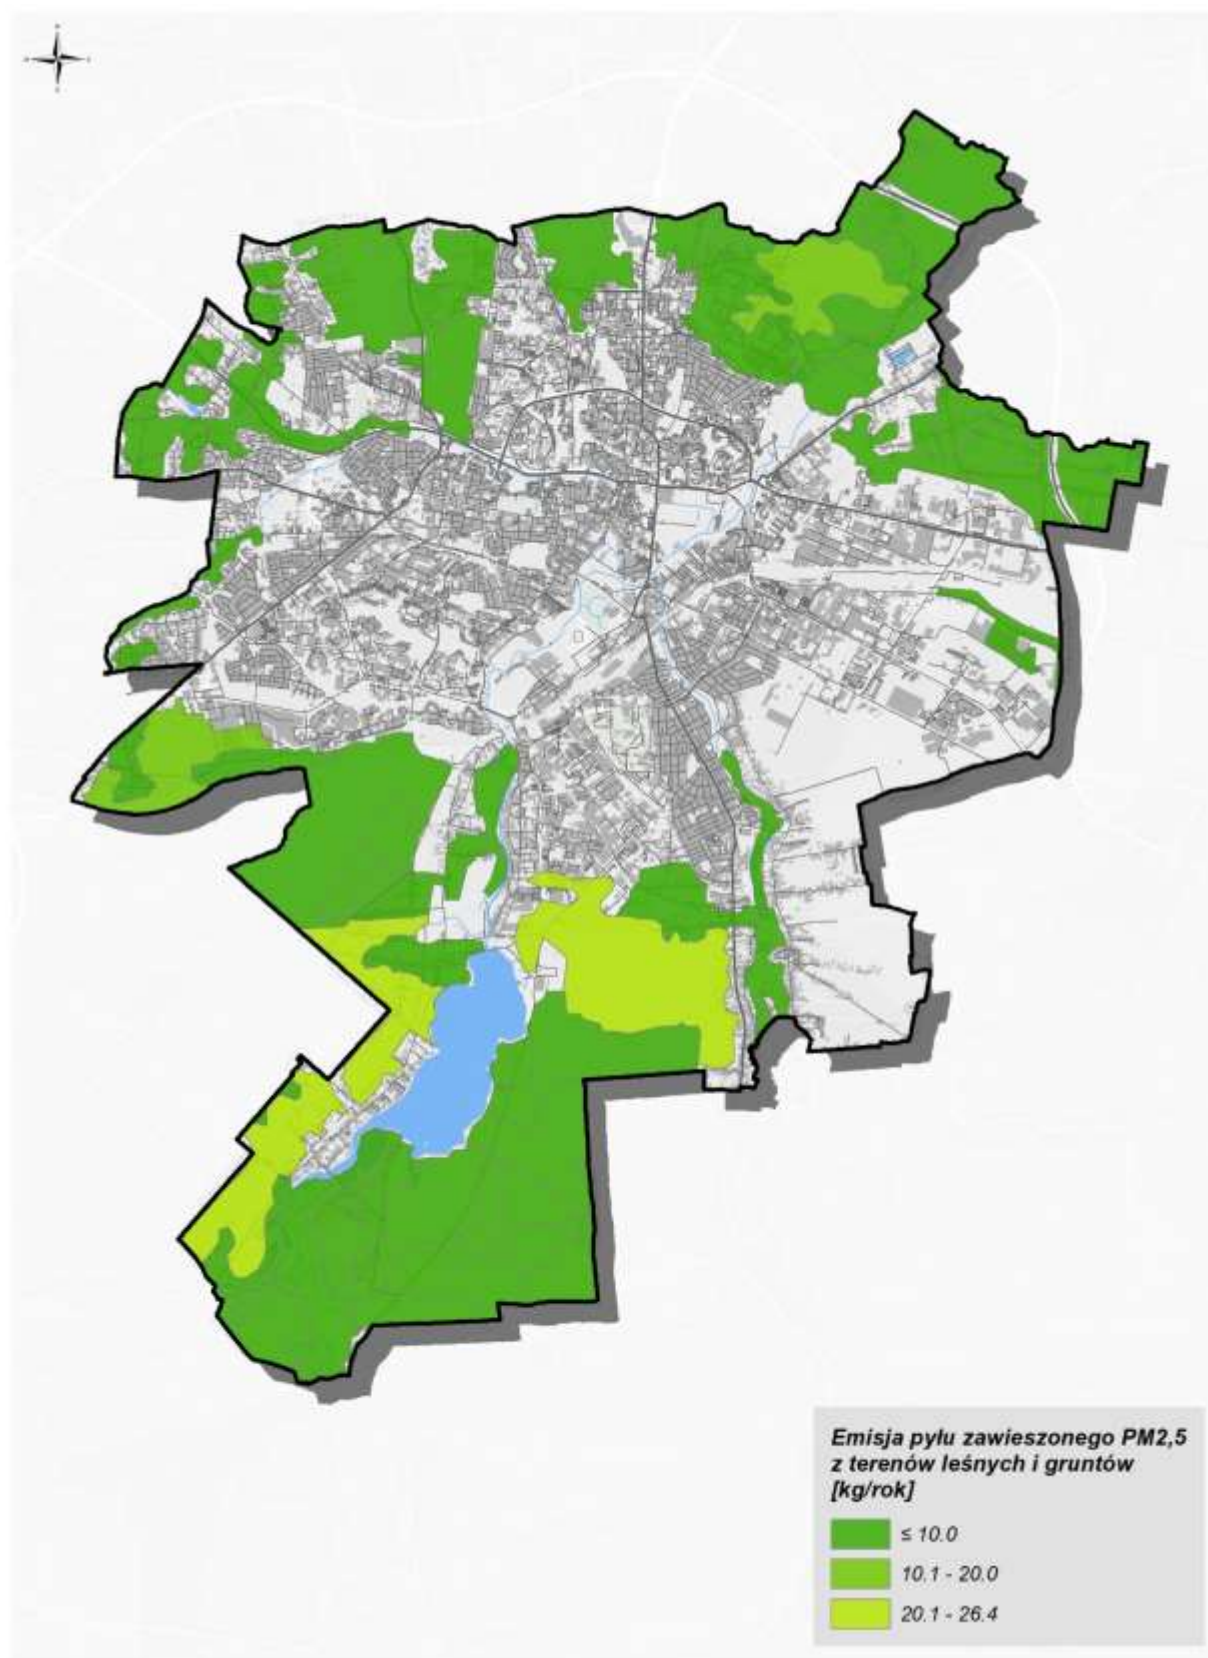 Emisja pyłu zawieszonego PM2,5
z terenów leśnych i gruntów
[kg/rok]
≤ 10.0
10.1 - 20.0
20.1 - 26.4